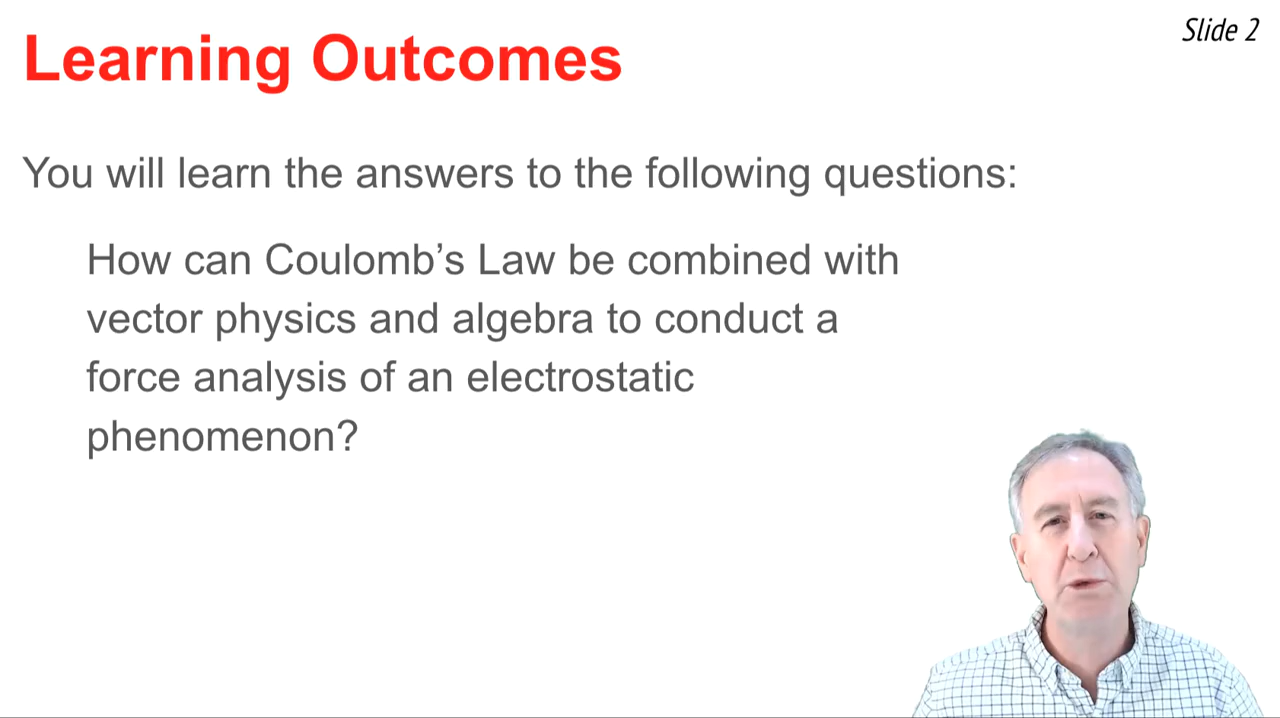 Slide 2
Learning Outcomes
You will learn the answers to the following questions:
How can Coulomb’s Law be combined with
vector physics and algebra to conduct a
force analysis of an electrostatic
phenomenon?